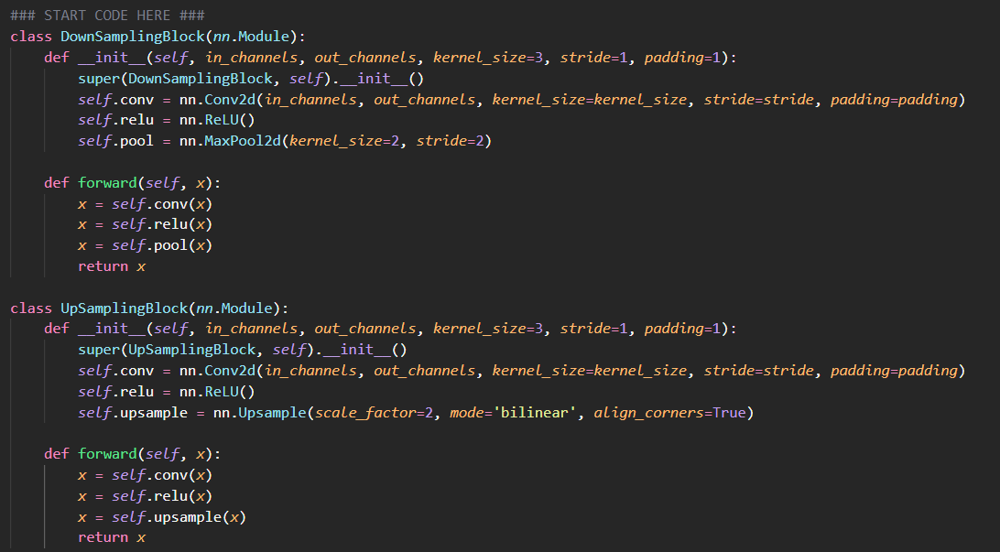 ### START CODE HERE ###
class DownSamplingBlock(nn.Module):
    def __init__(self, in_channels, out_channels, kernel_size=3, stride=1, padding=1):
        super(DownSamplingBlock, self).__init__()
        self.conv = nn.Conv2d(in_channels, out_channels, kernel_size=kernel_size, stride=stride, padding=padding)
        self.relu = nn.ReLU()
        self.pool = nn.MaxPool2d(kernel_size=2, stride=2)

    def forward(self, x):
        x = self.conv(x)
        x = self.relu(x)
        x = self.pool(x)
        return x

class UpSamplingBlock(nn.Module):
    def __init__(self, in_channels, out_channels, kernel_size=3, stride=1, padding=1):
        super(UpSamplingBlock, self).__init__()
        self.conv = nn.Conv2d(in_channels, out_channels, kernel_size=kernel_size, stride=stride, padding=padding)
        self.relu = nn.ReLU()
        self.upsample = nn.Upsample(scale_factor=2, mode='bilinear', align_corners=True)

    def forward(self, x):
        x = self.conv(x)
        x = self.relu(x)
        x = self.upsample(x)
        return x